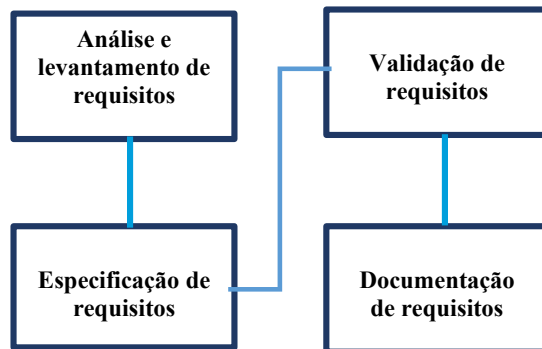 Análise e
levantamento de
requisitos
Especificação de
requisitos
Validação de
requisitos
Documentação
de requisitos